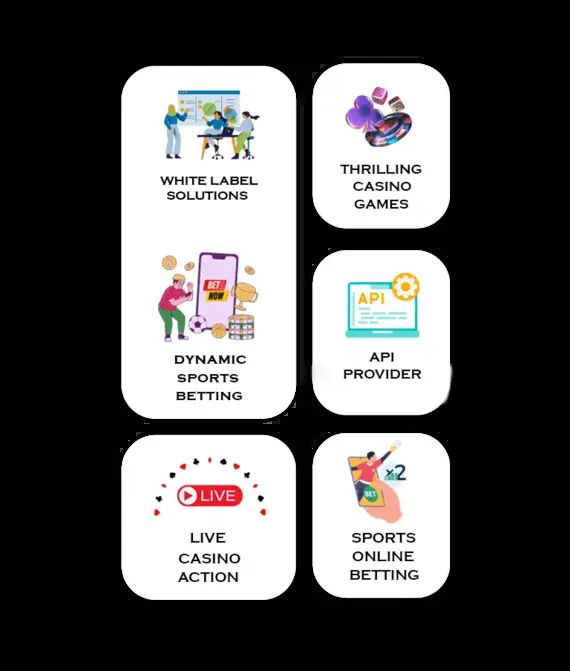 WHITE LABEL
SOLUTIONS
BET
NOW
DYNAMIC
SPORTS
BETTING
THRILLING
CASINO
GAMES
API
API
PROVIDER
LIVE
LIVE
CASINO
ACTION
x2
BET
SPORTS
ONLINE
BETTING